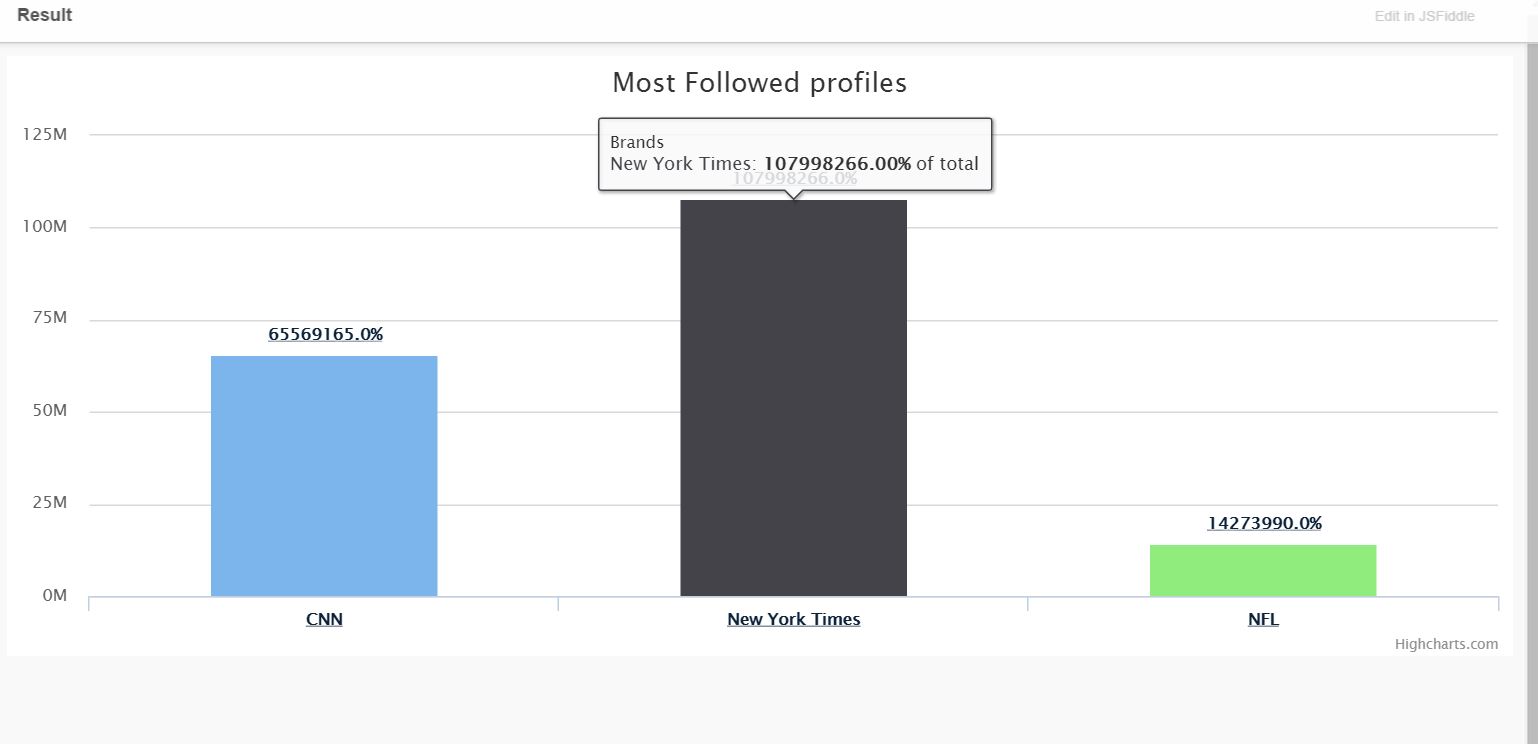 Result
Edit in JSFiddle
Most Followed profiles
125M
Brands
New York Times: 107998266.00% of total
107998266.0%
100M
75M
65569165.0%
50M
25M
14273990.0%
0M
CNN
New York Times
NFL
Highcharts.com